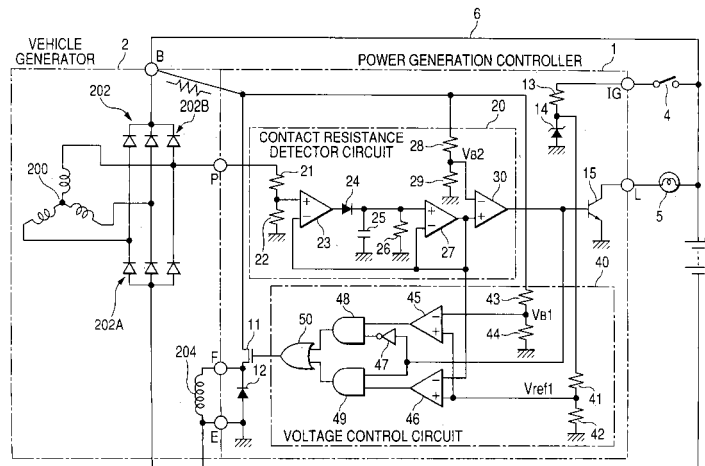 6
VEHICLE GENERATOR
2
B
POWER GENERATION CONTROLLER
1
202
202B
20
13
IG
14
4
CONTACT RESISTANCE DETECTOR CIRCUIT
28
VB2
200
P
21
24
29
30
15
L
5
22
23
25
26
27
40
202A
43
48
45
VB1
11
50
44
47
204
F
12
49
46
Vref1
41
E
42
VOLTAGE CONTROL CIRCUIT